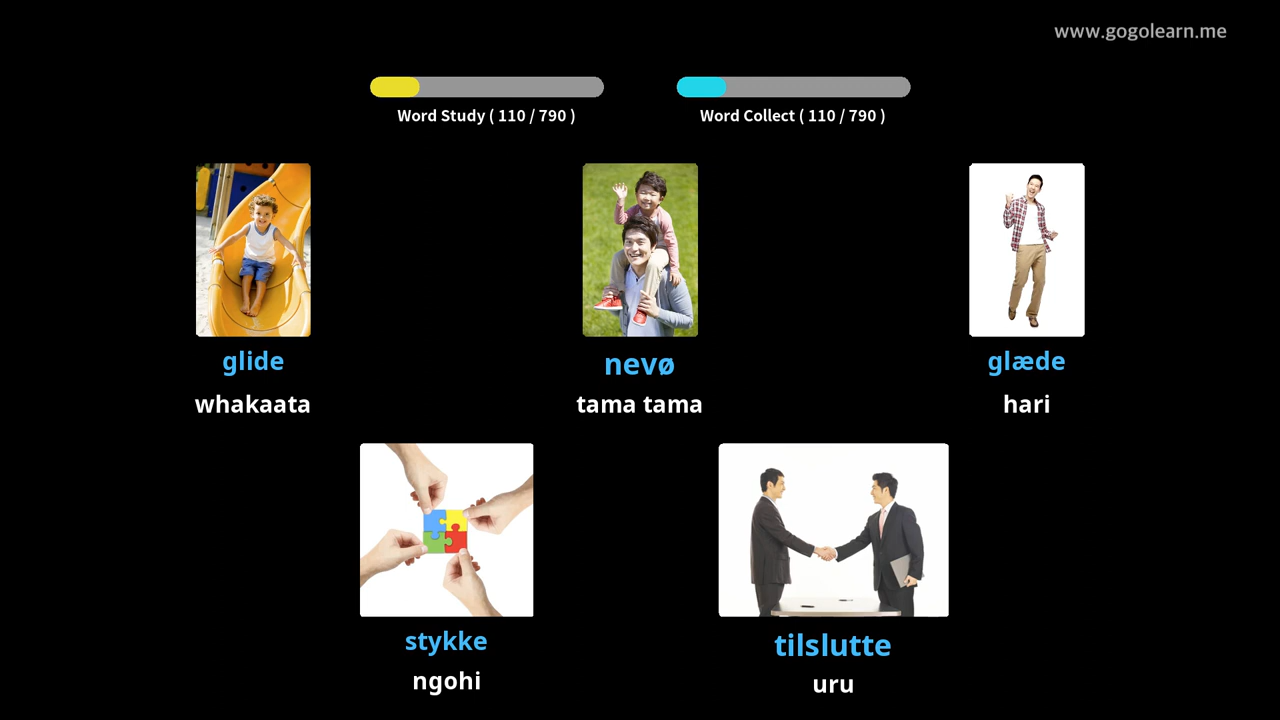 www.gogolearn.me
Word Study ( 110 / 790 )
Word Collect ( 110 / 790 )
glide
nevø
glæde
whakaata
tama tama
hari
stykke
tilslutte
ngohi
uru